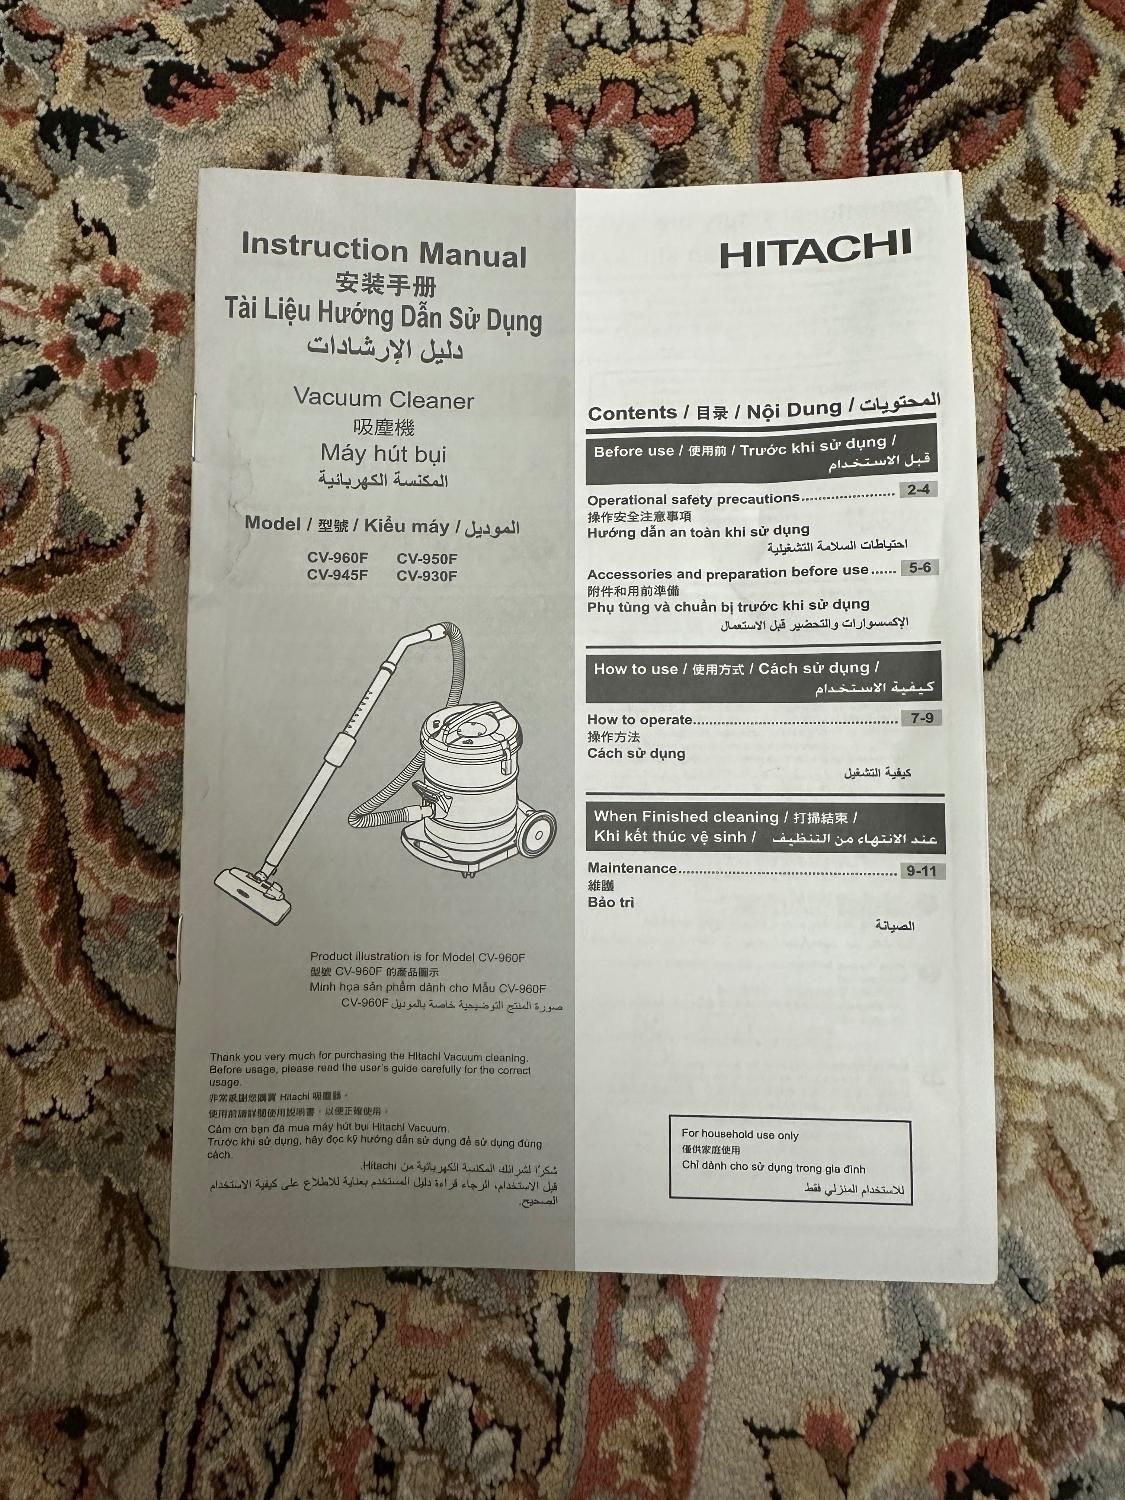 Instruction Manual
安装手册
Tài Liệu Hướng Dẫn Sử Dụng
دليل الإرشادات
Vacuum Cleaner
吸塵機
Máy hút bụi
المكنسة الكهربائية
Model / 型號 / Kiểu máy / الموديل
CV-960F CV-950F
CV-945F CV-930F
Product illustration is for Model CV-960F
型號 CV-960F 的產品圖示
Minh họa sản phẩm dành cho Mẫu CV-960F
صورة المنتج التوضيحية خاصة بالموديل CV-960F
Thank you very much for purchasing the Hitachi Vacuum cleaning.
Before usage, please read the user's guide carefully for the correct
usage.
非常感謝您購買 Hitachi 吸塵器。
使用前請詳閱使用說明書，以便正確使用。
Cảm ơn bạn đã mua máy hút bụi Hitachi Vacuum.
Trước khi sử dụng, hãy đọc kỹ hướng dẫn sử dụng để sử dụng đúng
cách.
شكرًا لشرائك المكنسة الكهربائية من Hitachi.
قبل الاستخدام، الرجاء قراءة دليل المستخدم بعناية للاطلاع على كيفية الاستخدام
الصحيح.
HITACHI
Contents / 目录 / Nội Dung / المحتويات
Before use / 使用前 / Trước khi sử dụng /
قبل الاستخدام
Operational safety precautions........................ 2-4
操作安全注意事項
Hướng dẫn an toàn khi sử dụng
احتياطات السلامة التشغيلية
Accessories and preparation before use...... 5-6
附件和用前準備
Phụ tùng và chuẩn bị trước khi sử dụng
الإكسسوارات والتحضير قبل الاستعمال
How to use / 使用方式 / Cách sử dụng /
كيفية الاستخدام
How to operate..................................................... 7-9
操作方法
Cách sử dụng
كيفية التشغيل
When Finished cleaning / 打掃結束 /
Khi kết thúc vệ sinh / عند الانتهاء من التنظيف
Maintenance......................................................... 9-11
維護
Bảo trì
الصيانة
For household use only
僅供家庭使用
Chỉ dành cho sử dụng trong gia đình
للاستخدام المنزلي فقط